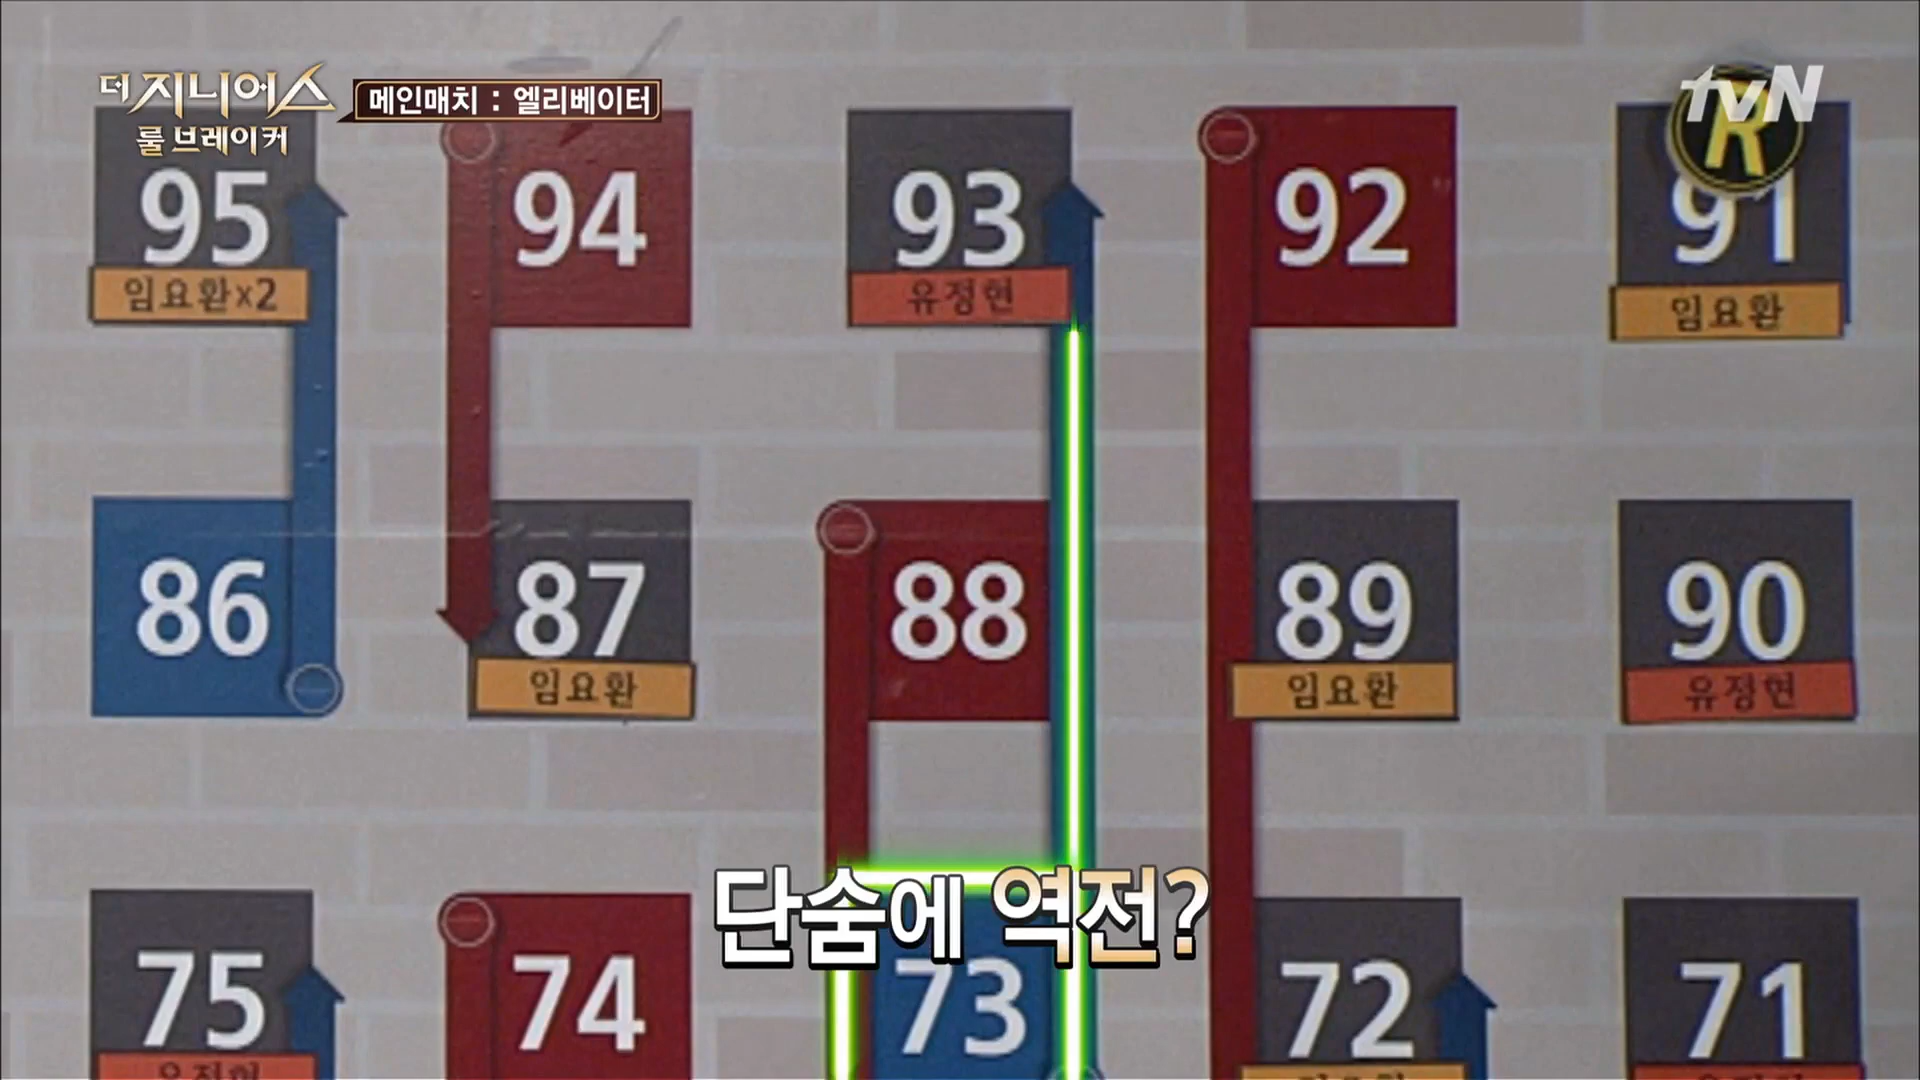 더 지니어스
룰 브레이커
메인매치 : 엘리베이터
tvN
R
95 94 93 92 91
임요환x2 유정현 임요환
86 87 88 89 90
임요환 임요환 유정현
단숨에 역전?
75 74 73 72 71
유정현